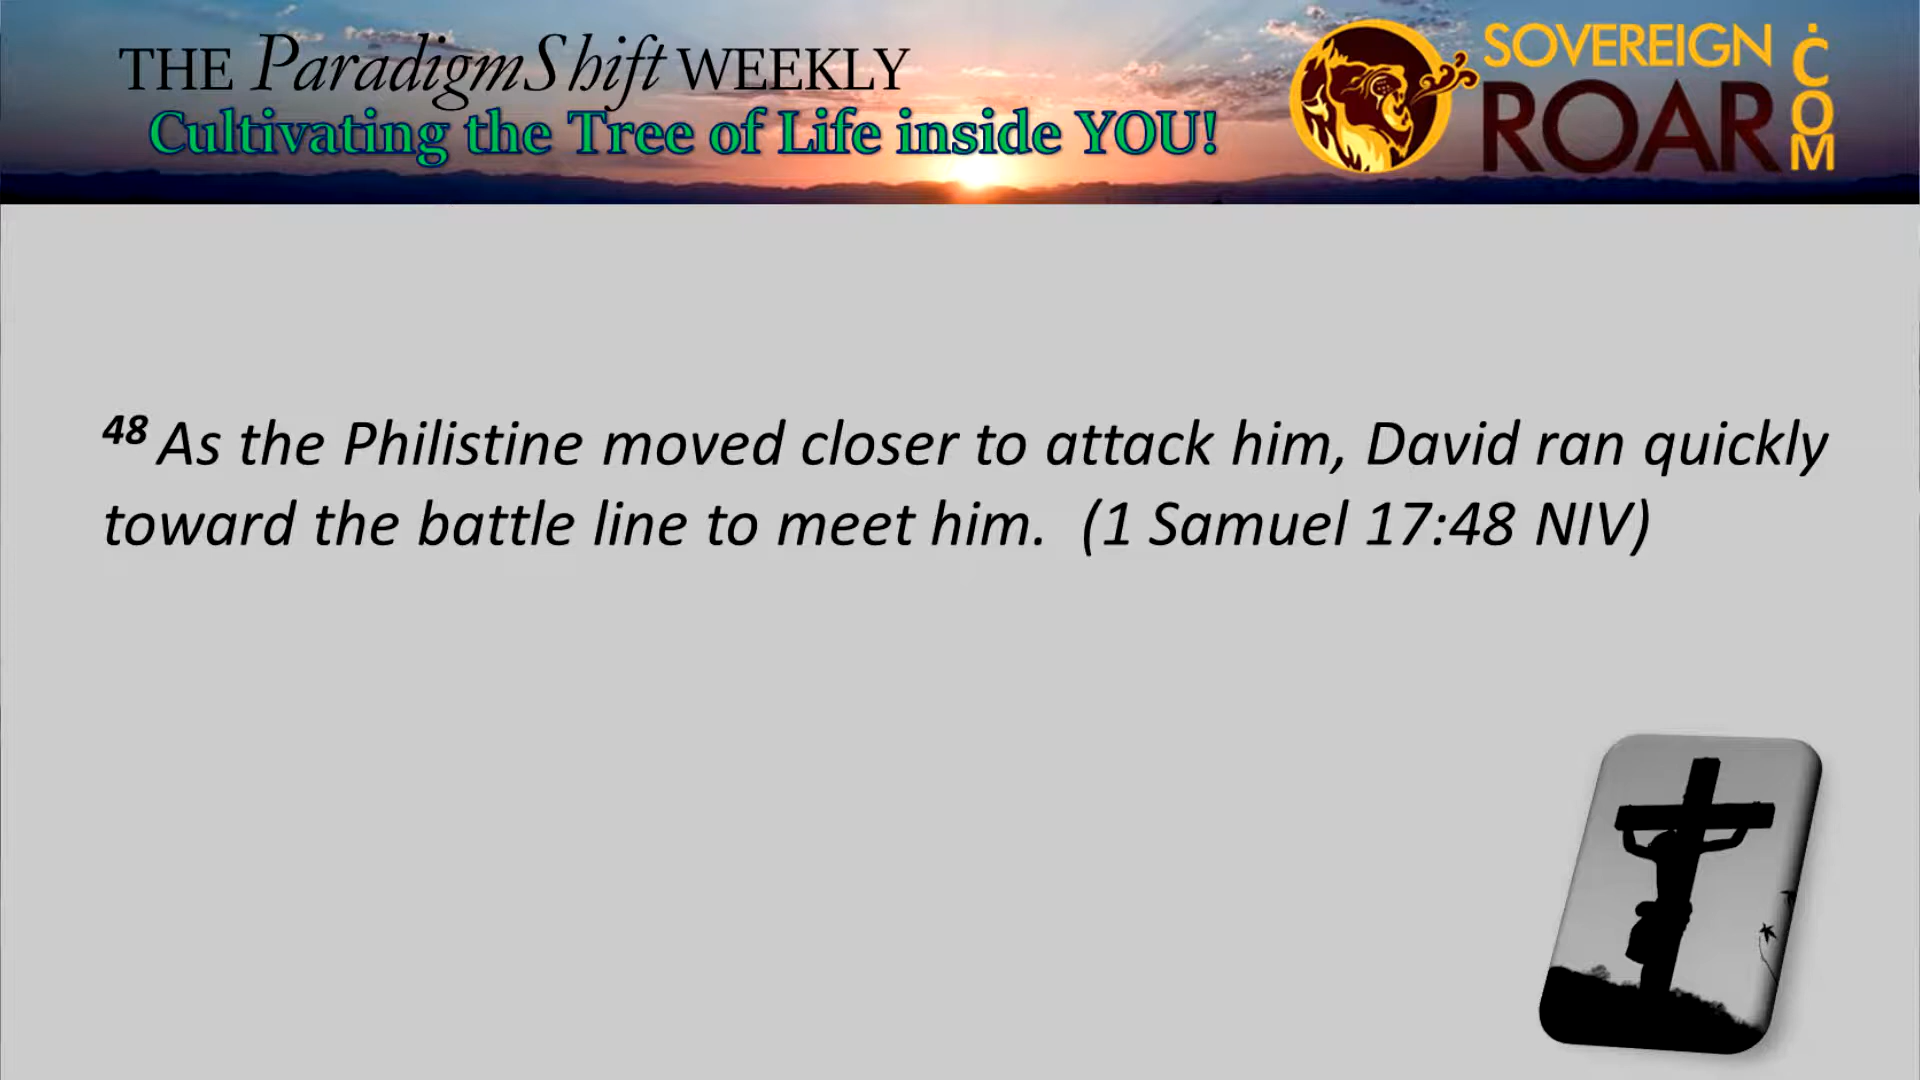 THE ParadigmShift WEEKLY
Cultivating the Tree of Life inside YOU!
SOVEREIGN
ROAR
.COM
48 As the Philistine moved closer to attack him, David ran quickly
toward the battle line to meet him.  (1 Samuel 17:48 NIV)